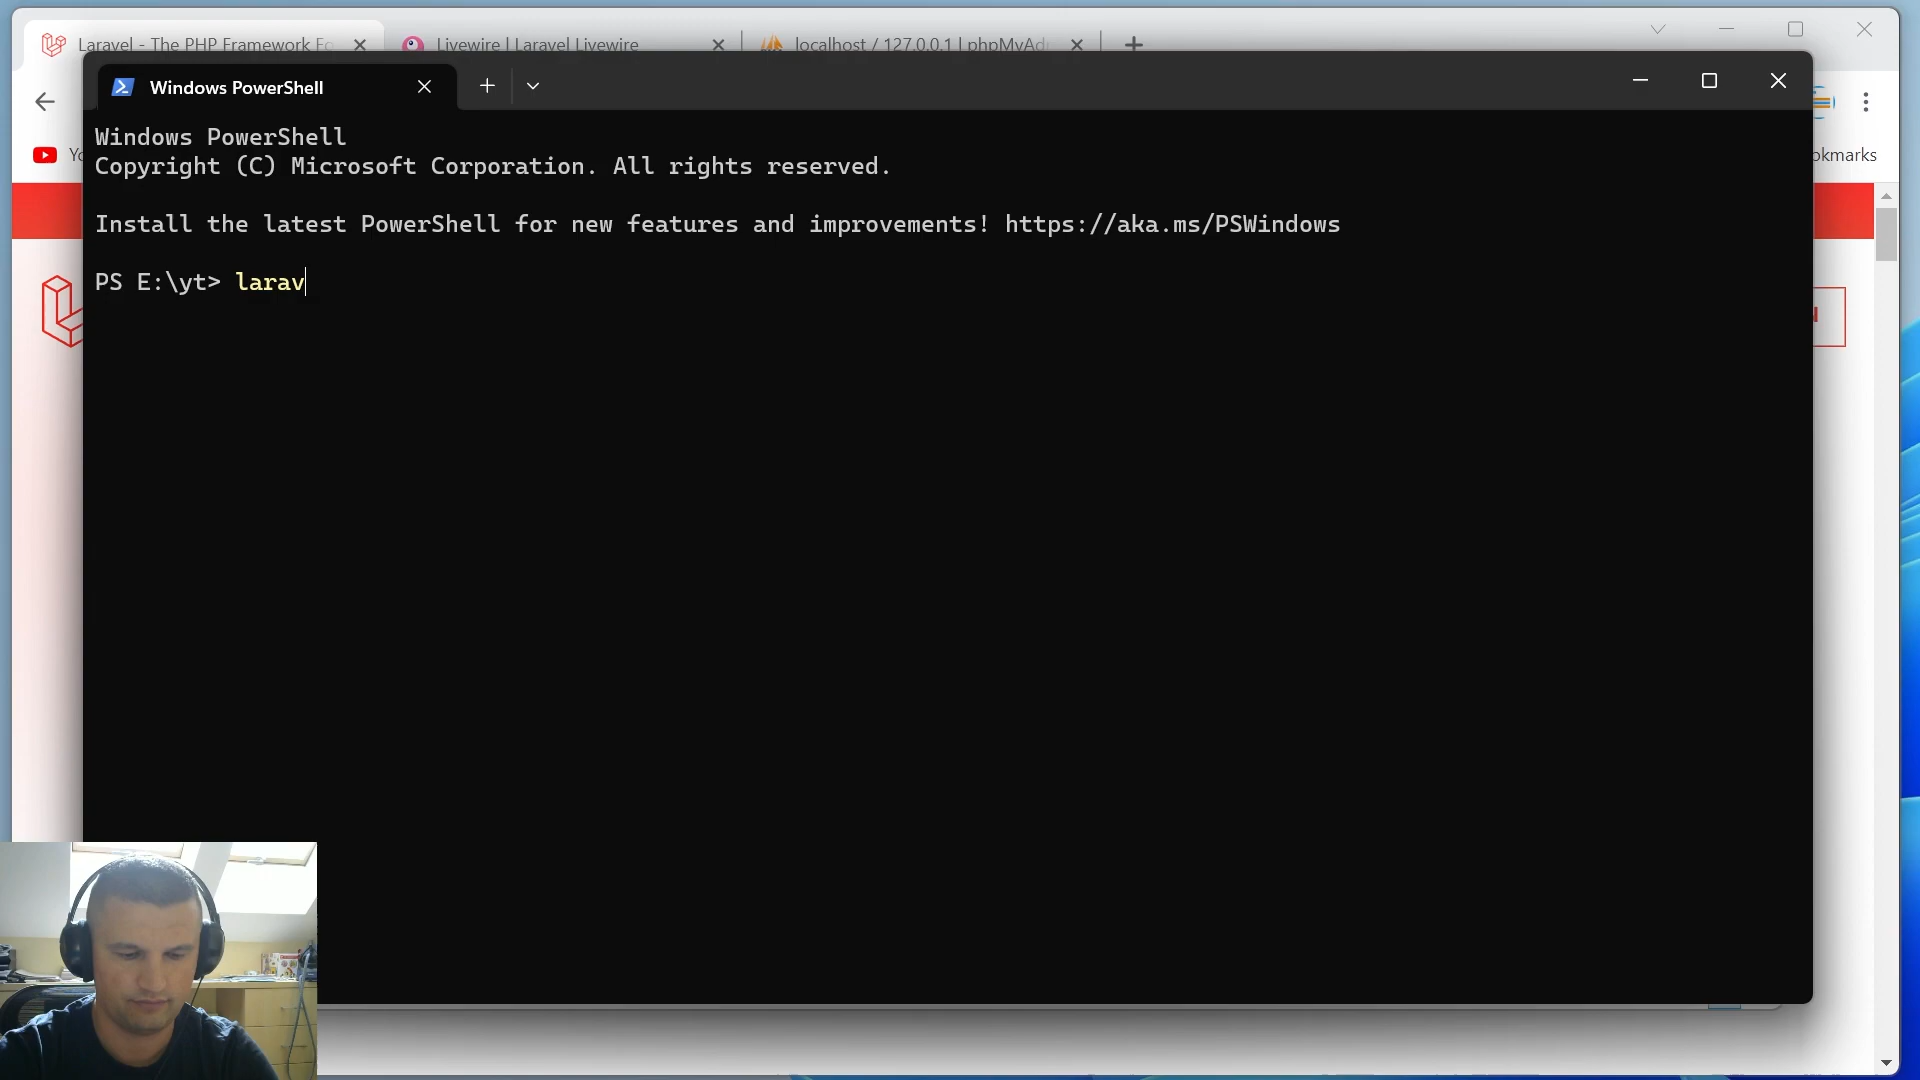 Laravel - The PHP Framework Fo
Livewire | Laravel Livewire
localhost / 127.0.0.1 | phpMyAd
Windows PowerShell
okmarks
Windows PowerShell
Copyright (C) Microsoft Corporation. All rights reserved.
Install the latest PowerShell for new features and improvements! https://aka.ms/PSWindows
PS E:\yt> larav